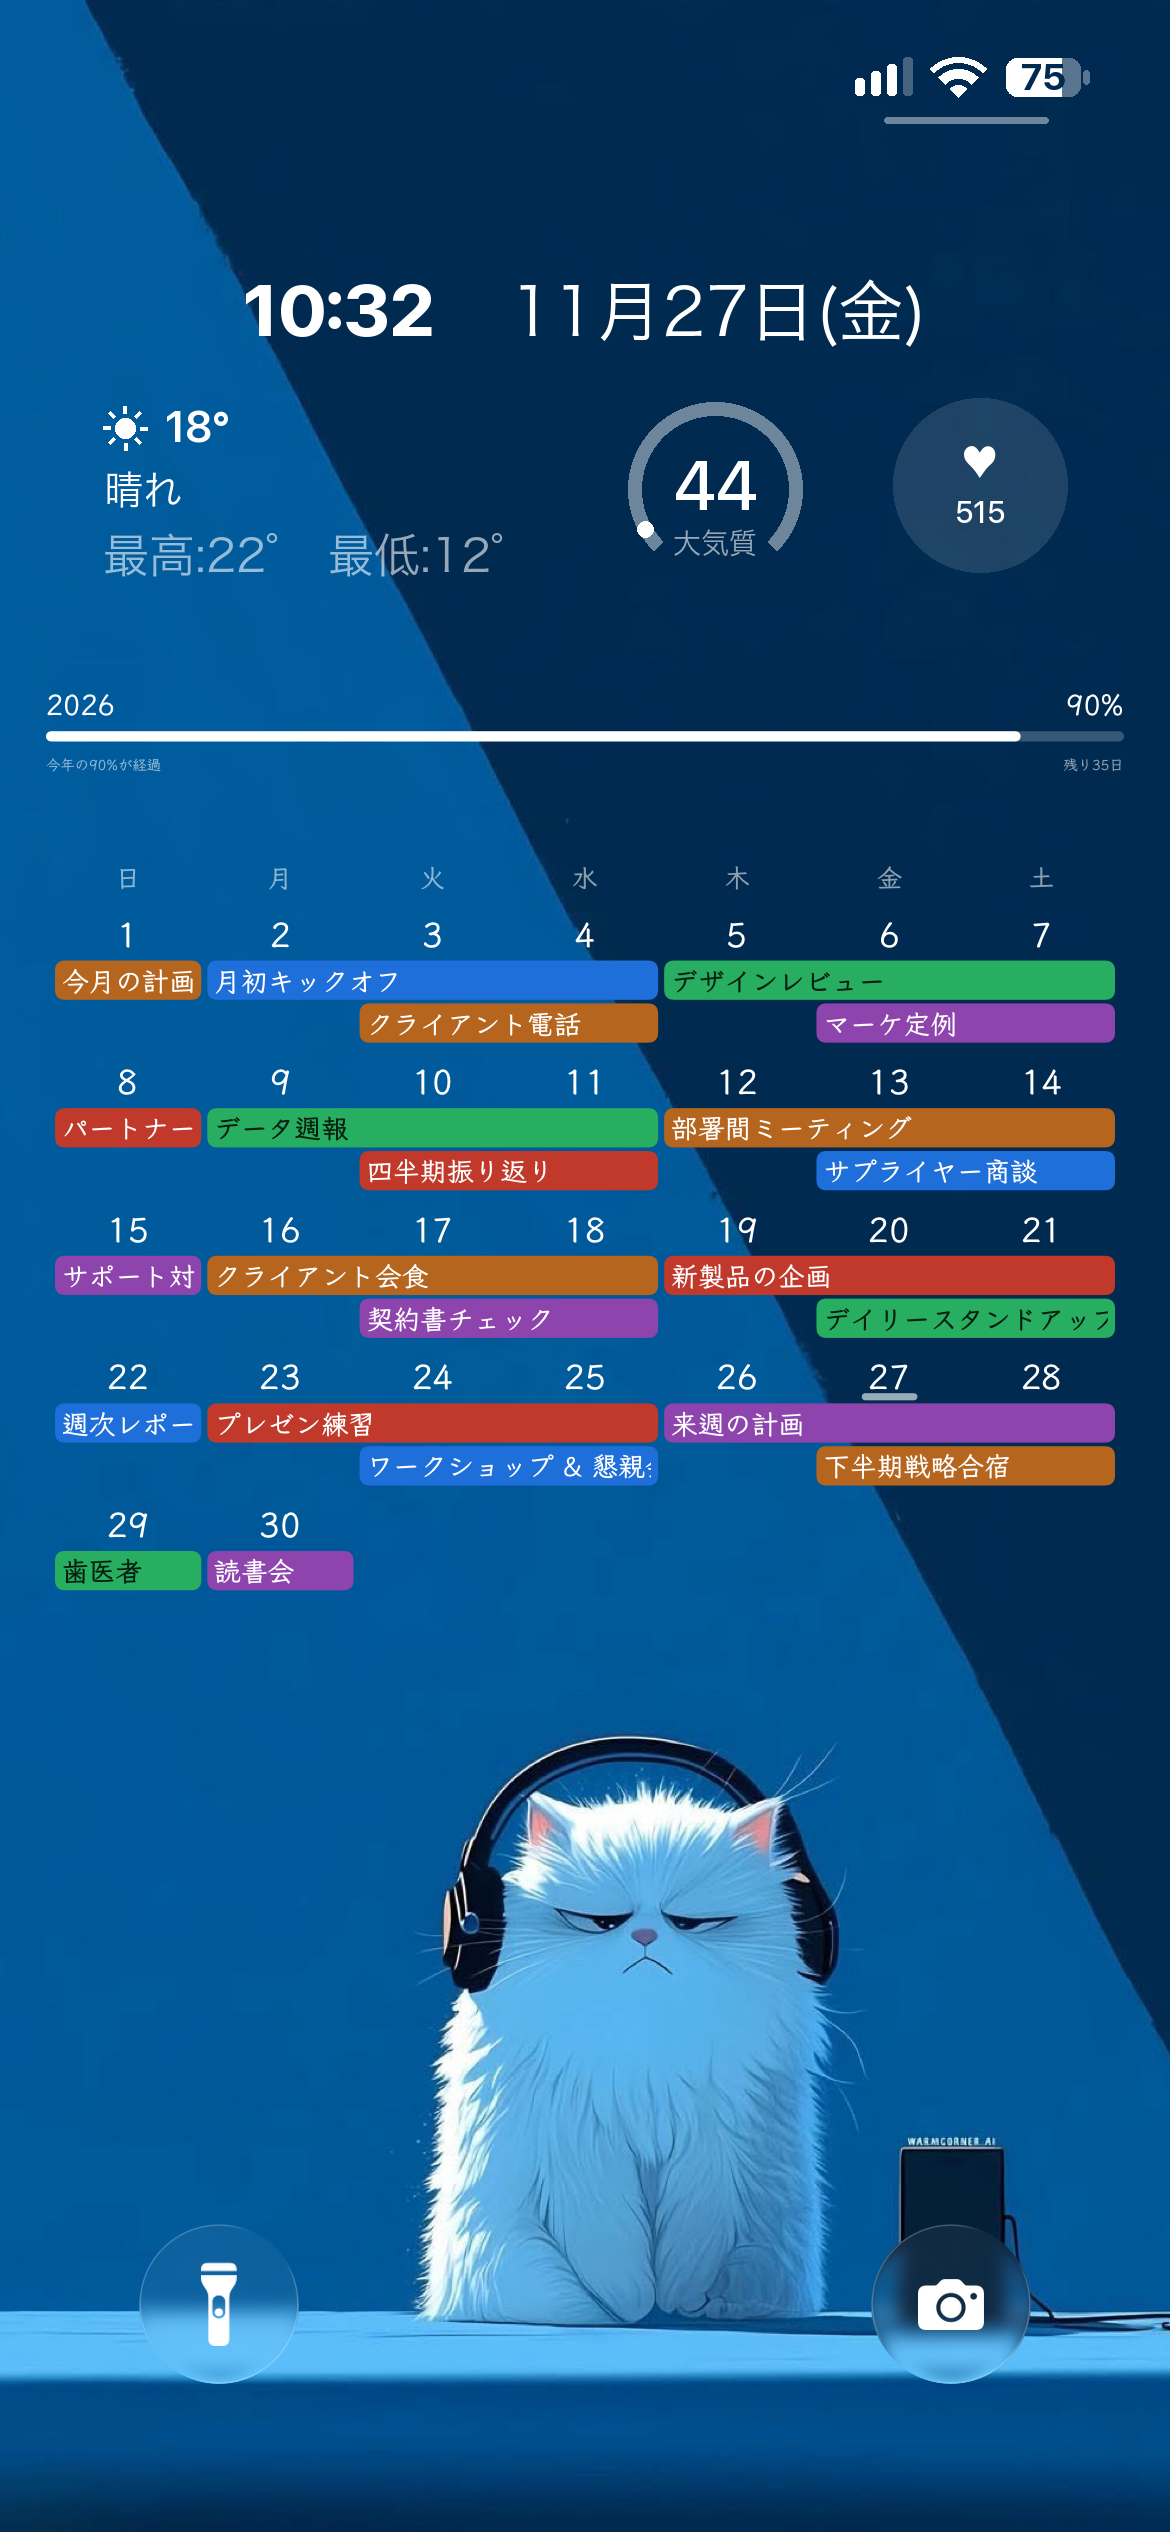 75
10:32 11月27日(金)
18°
晴れ
最高:22° 最低:12°
44
大気質
515
2026 90%
今年の90%が経過 残り35日
日 月 火 水 木 金 土
1 2 3 4 5 6 7
今月の計画 月初キックオフ デザインレビュー
クライアント電話 マーケ定例
8 9 10 11 12 13 14
パートナー データ週報 部署間ミーティング
四半期振り返り サプライヤー商談
15 16 17 18 19 20 21
サポート対 クライアント会食 新製品の企画
契約書チェック デイリースタンドアップ
22 23 24 25 26 27 28
週次レポー プレゼン練習 来週の計画
ワークショップ & 懇親会 下半期戦略合宿
29 30
歯医者 読書会
WARMCORNER.AI